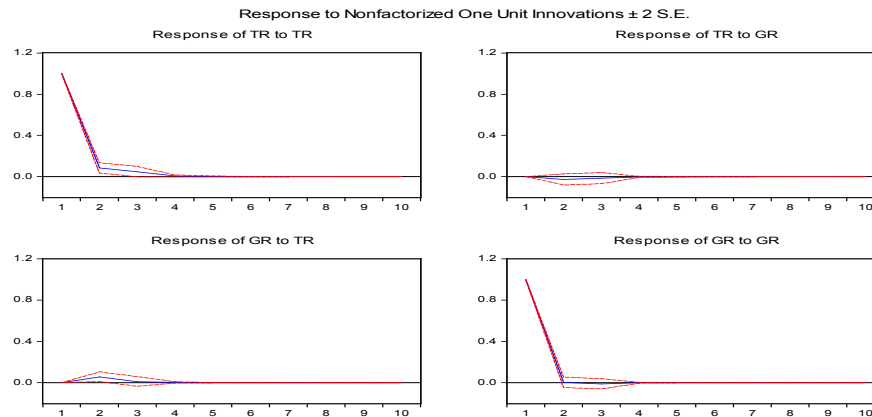 Response to Nonfactorized One Unit Innovations ± 2 S.E.
Response of TR to TR
1.2
0.8
0.4
0.0
1 2 3 4 5 6 7 8 9 10
Response of TR to GR
1.2
0.8
0.4
0.0
1 2 3 4 5 6 7 8 9 10
Response of GR to TR
1.2
0.8
0.4
0.0
1 2 3 4 5 6 7 8 9 10
Response of GR to GR
1.2
0.8
0.4
0.0
1 2 3 4 5 6 7 8 9 10